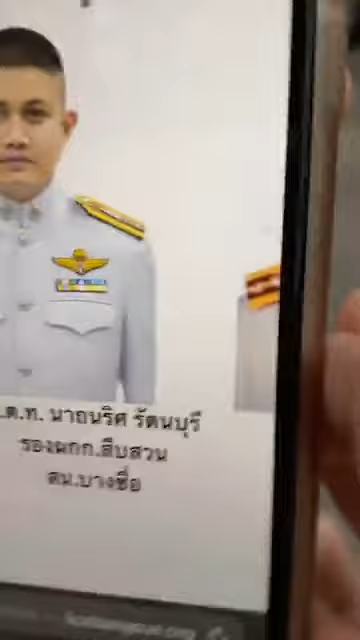 .ต.ท. นาถนริศ รัตนบุรี
รองผกก.สืบสวน
สน.บางซื่อ